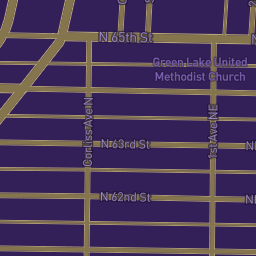 N 65th St
Green Lake United
Methodist Church
Corliss Ave N
1st Ave NE
N 63rd St
N 62nd St